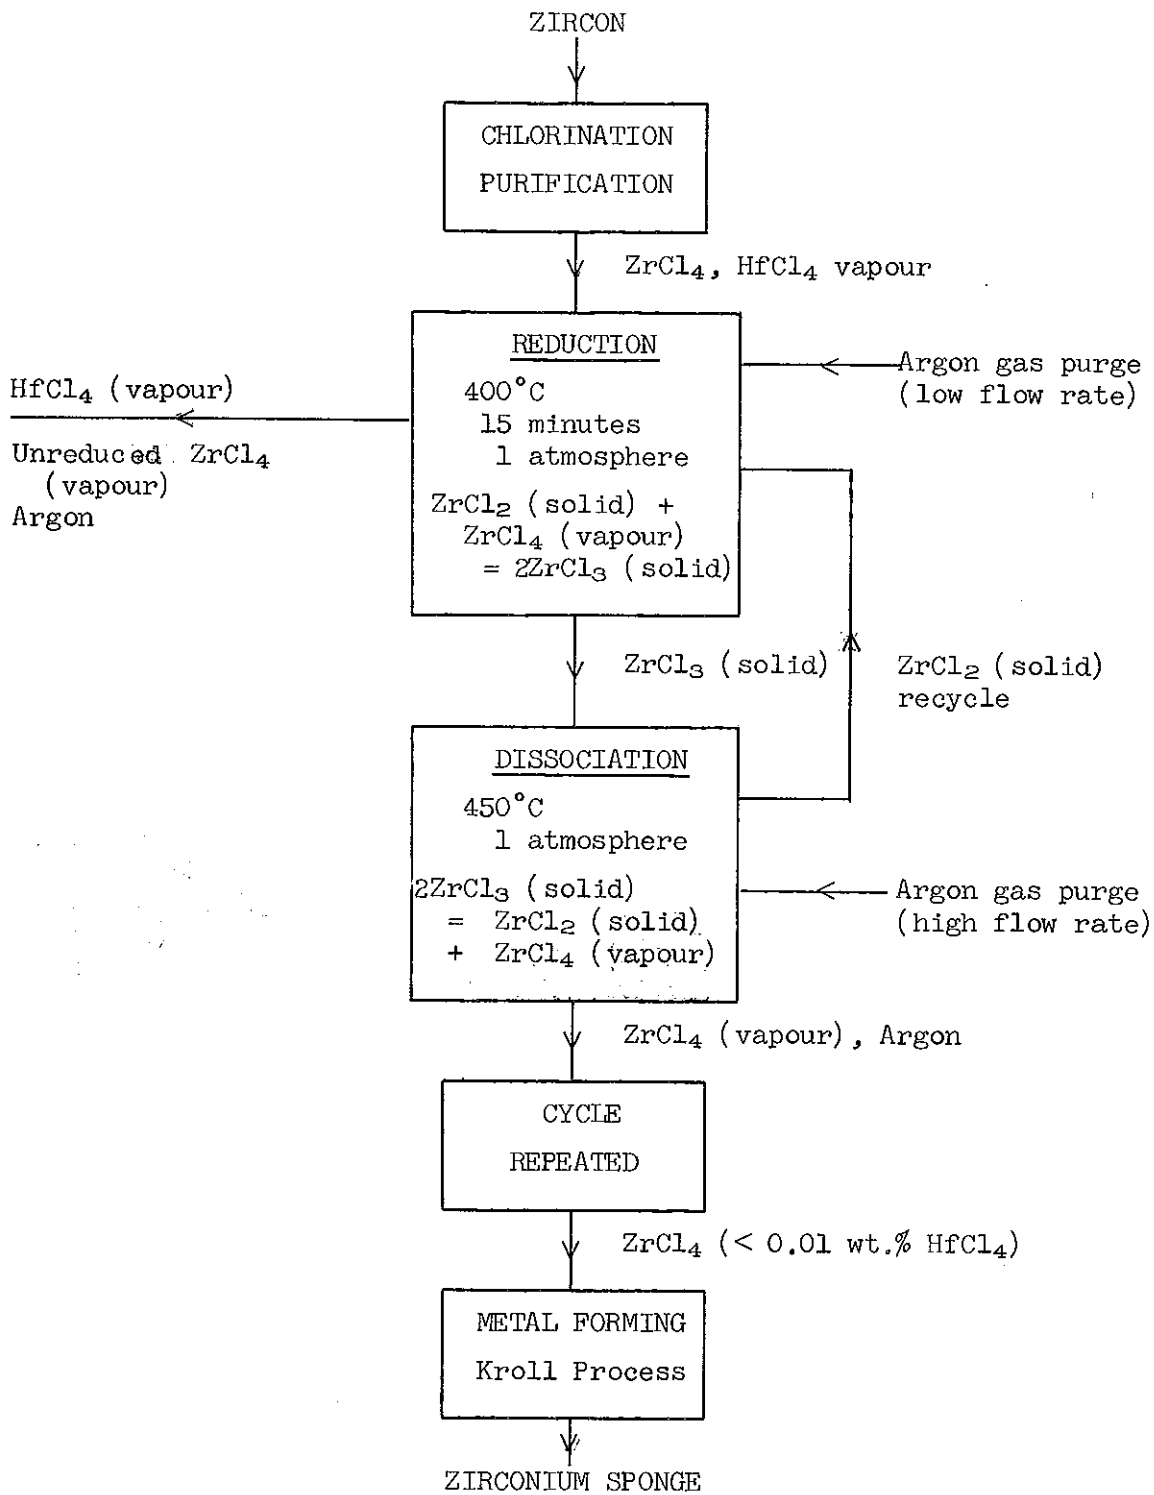 ZIRCON
CHLORINATION
PURIFICATION
ZrCl₄, HfCl₄ vapour
REDUCTION
400°C
15 minutes
1 atmosphere
ZrCl₂ (solid) +
ZrCl₄ (vapour)
= 2ZrCl₃ (solid)
Argon gas purge
(low flow rate)
HfCl₄ (vapour)
Unreduced ZrCl₄
(vapour)
Argon
ZrCl₃ (solid)
ZrCl₂ (solid)
recycle
DISSOCIATION
450°C
1 atmosphere
2ZrCl₃ (solid)
= ZrCl₂ (solid)
+ ZrCl₄ (vapour)
Argon gas purge
(high flow rate)
ZrCl₄ (vapour), Argon
CYCLE
REPEATED
ZrCl₄ (< 0.01 wt.% HfCl₄)
METAL FORMING
Kroll Process
ZIRCONIUM SPONGE